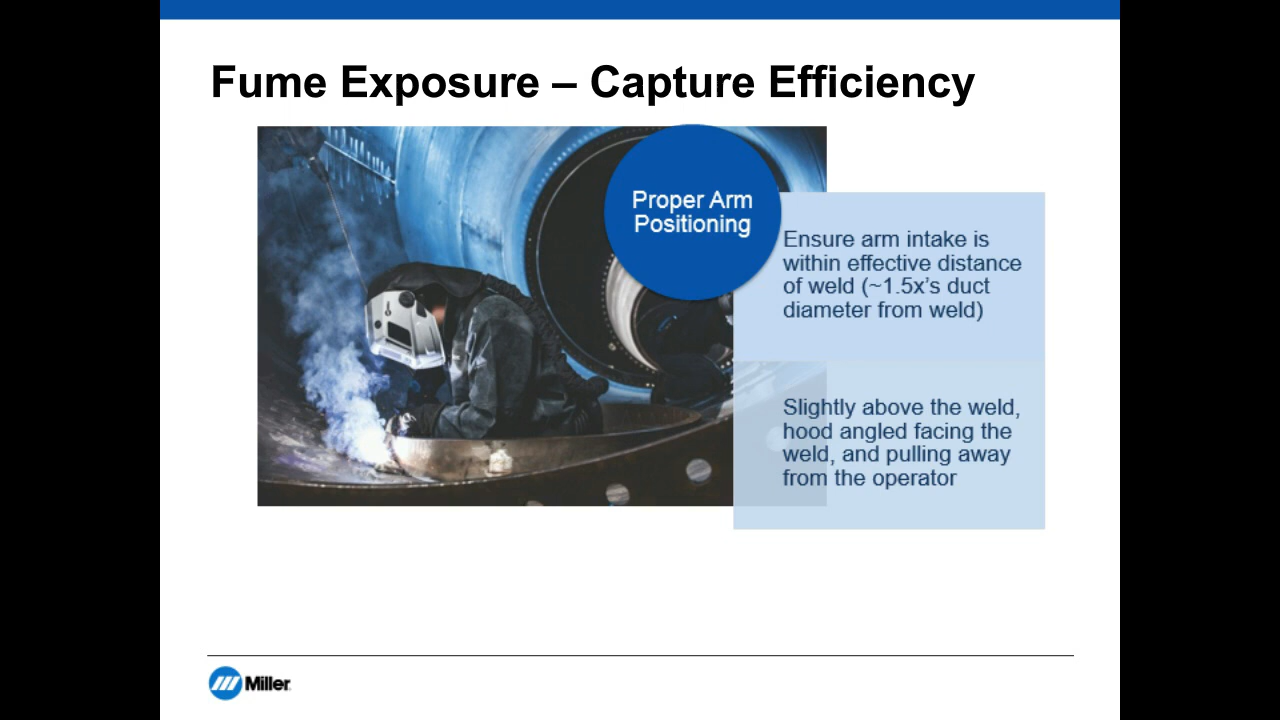 Fume Exposure – Capture Efficiency
Proper Arm
Positioning
Ensure arm intake is
within effective distance
of weld (~1.5x’s duct
diameter from weld)
Slightly above the weld,
hood angled facing the
weld, and pulling away
from the operator
Miller